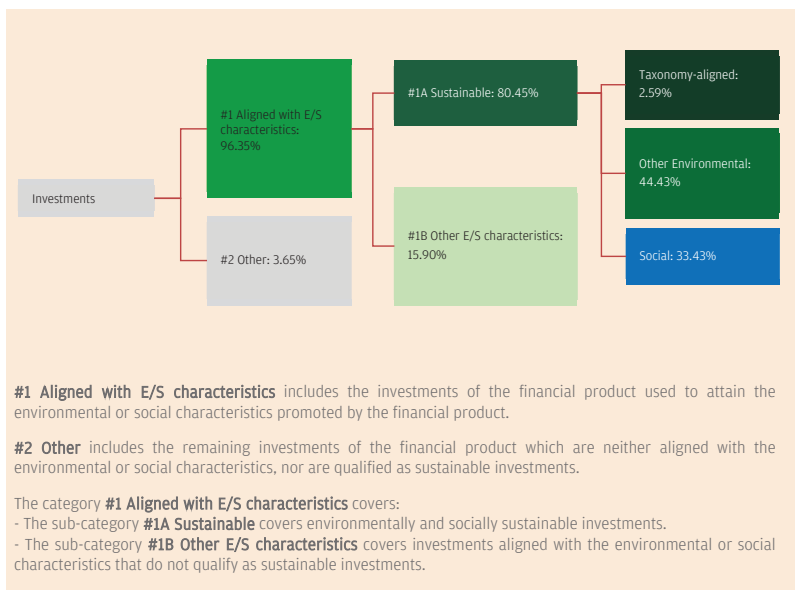 Investments
#1 Aligned with E/S
characteristics:
96.35%
#2 Other: 3.65%
#1A Sustainable: 80.45%
#1B Other E/S characteristics:
15.90%
Taxonomy-aligned:
2.59%
Other Environmental:
44.43%
Social: 33.43%
#1 Aligned with E/S characteristics includes the investments of the financial product used to attain the
environmental or social characteristics promoted by the financial product.
#2 Other includes the remaining investments of the financial product which are neither aligned with the
environmental or social characteristics, nor are qualified as sustainable investments.
The category #1 Aligned with E/S characteristics covers:
- The sub-category #1A Sustainable covers environmentally and socially sustainable investments.
- The sub-category #1B Other E/S characteristics covers investments aligned with the environmental or social
characteristics that do not qualify as sustainable investments.